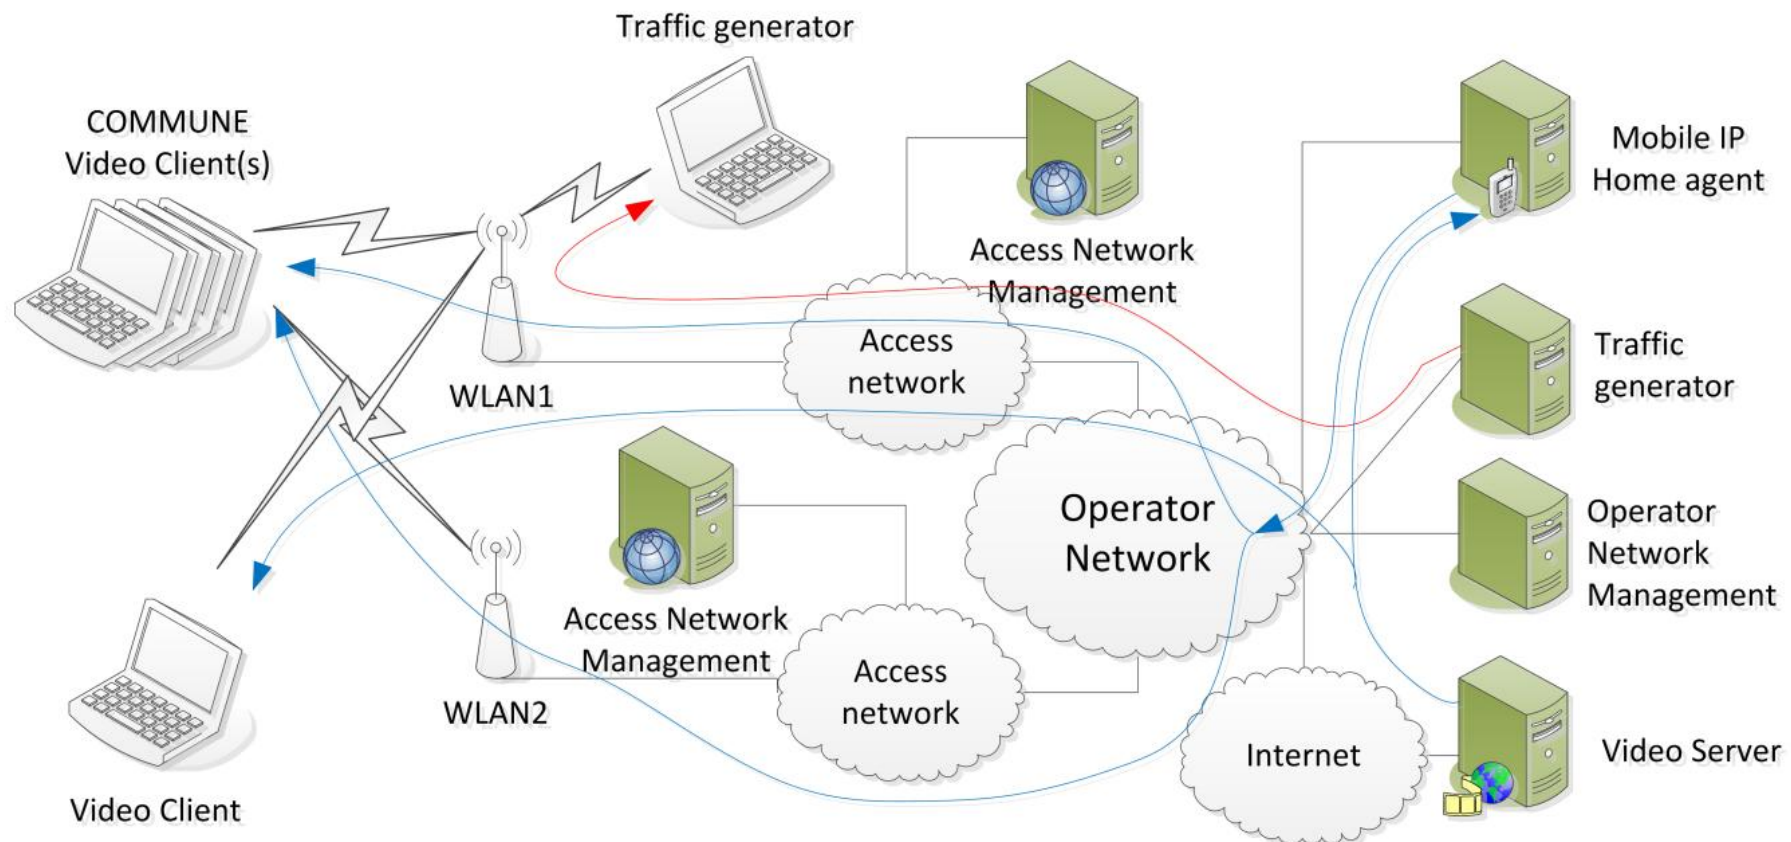 Traffic generator
COMMUNE
Video Client(s)
Mobile IP
Home agent
Access Network
Management
Access
network
WLAN1
Traffic
generator
Operator
Network
Operator
Network
Management
Access Network
Management
Access
network
WLAN2
Internet
Video Server
Video Client